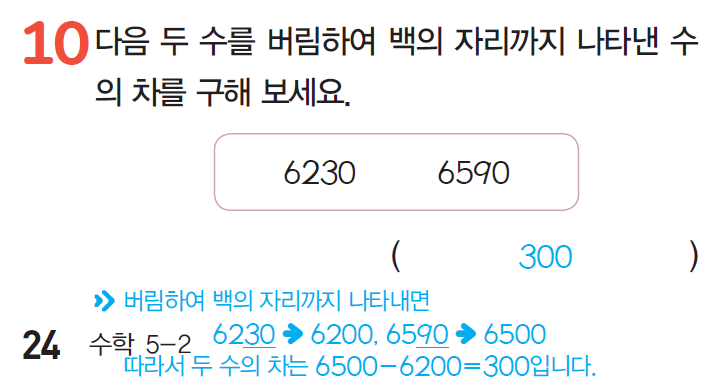 10 다음 두 수를 버림하여 백의 자리까지 나타낸 수
의 차를 구해 보세요.
6230 6590
( 300 )
» 버림하여 백의 자리까지 나타내면
6230 ➜ 6200, 6590 ➜ 6500
24 수학 5-2
따라서 두 수의 차는 6500-6200=300입니다.